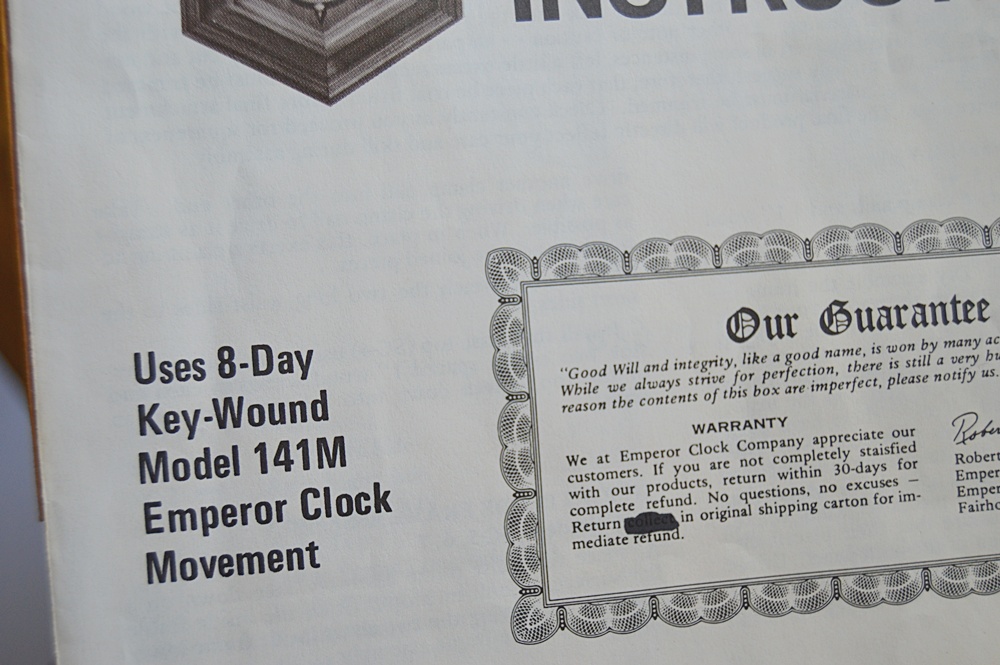 INSTRUCT
Uses 8-Day
Key-Wound
Model 141M
Emperor Clock
Movement
Our Guarantee
"Good Will and integrity, like a good name, is won by many ac
While we always strive for perfection, there is still a very hu
reason the contents of this box are imperfect, please notify us.
WARRANTY
We at Emperor Clock Company appreciate our
customers. If you are not completely staisfied
with our products, return within 30-days for
complete refund. No questions, no excuses –
Return collect in original shipping carton for im-
mediate refund.
Rober
Robert
Emper
Emper
Fairho